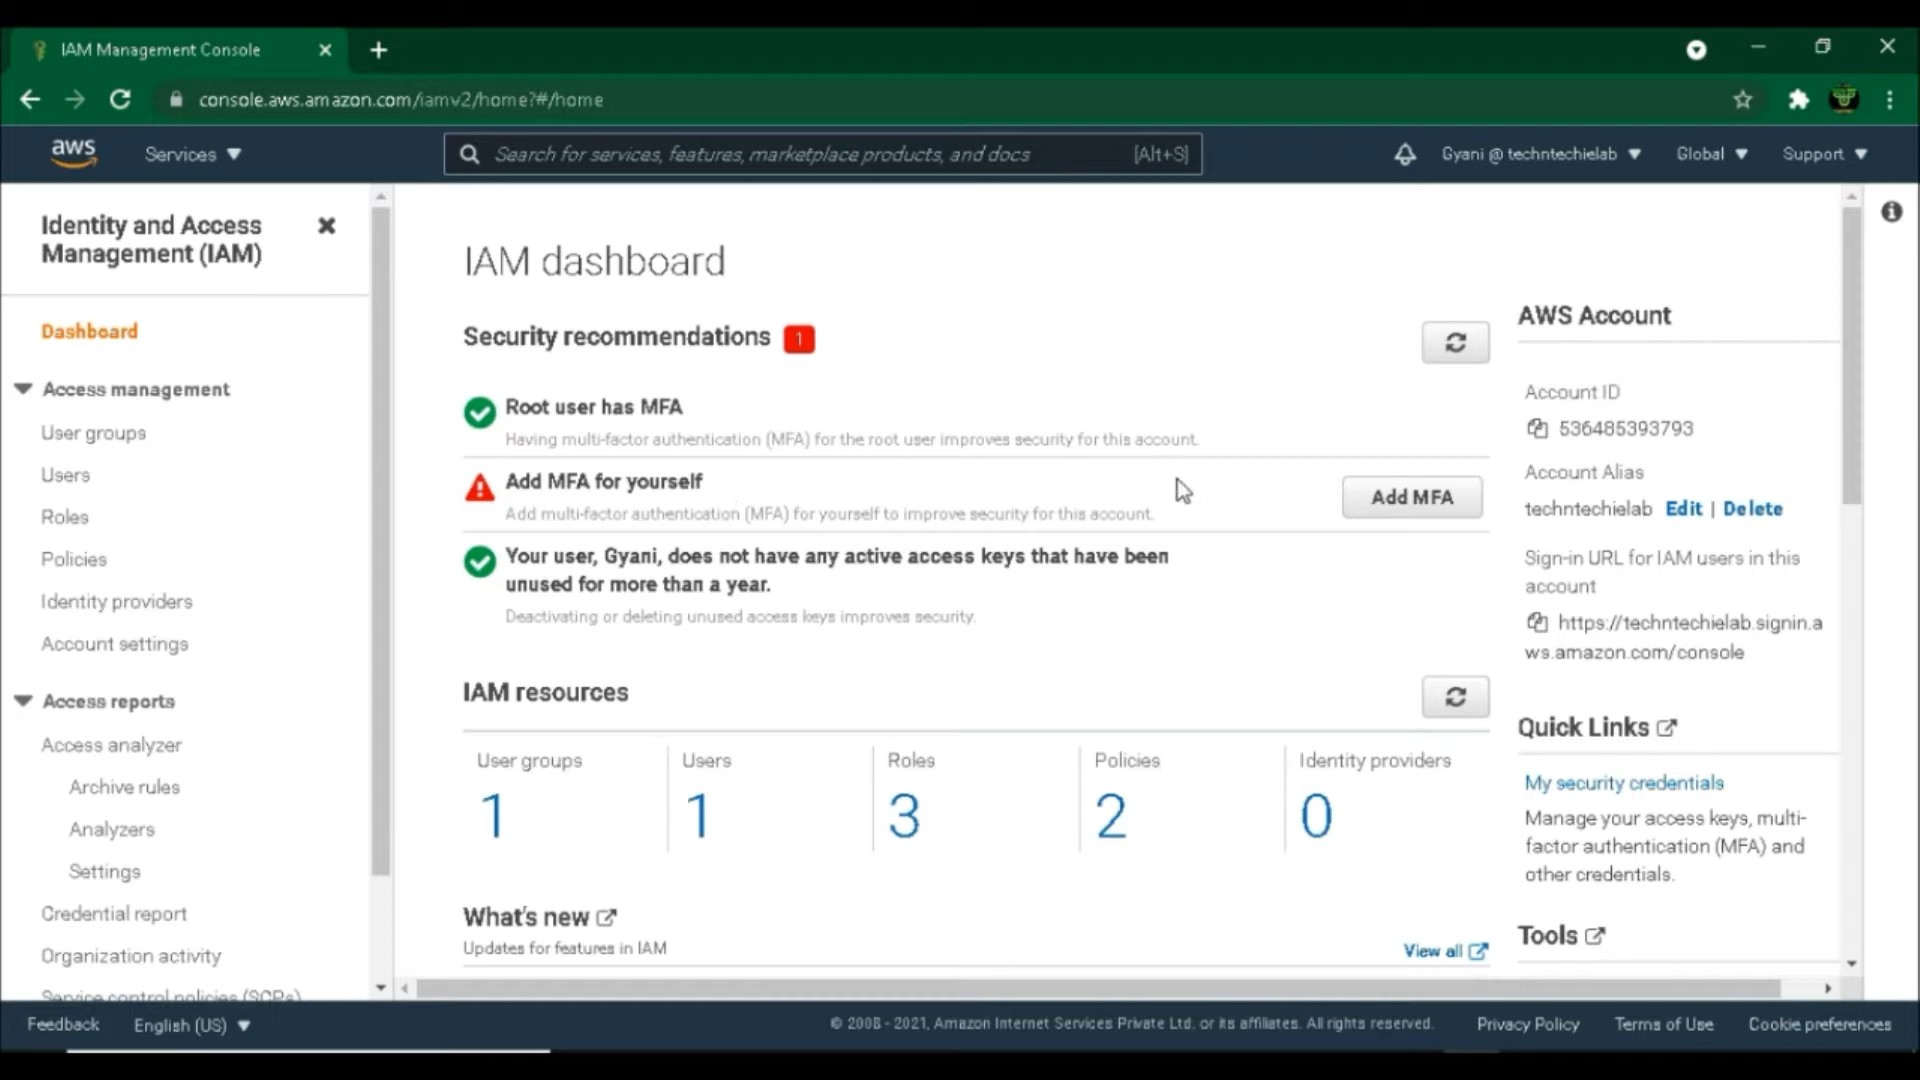 IAM Management Console
console.aws.amazon.com/iamv2/home?#/home
aws
Services
Search for services, features, marketplace products, and docs
[Alt+S]
Gyani @ techntechielab
Global
Support
Identity and Access
Management (IAM)
Dashboard
Access management
User groups
Users
Roles
Policies
Identity providers
Account settings
Access reports
Access analyzer
Archive rules
Analyzers
Settings
Credential report
Organization activity
Service control policies (SCPs)
IAM dashboard
Security recommendations 1
Root user has MFA
Having multi-factor authentication (MFA) for the root user improves security for this account.
Add MFA for yourself
Add multi-factor authentication (MFA) for yourself to improve security for this account.
Add MFA
Your user, Gyani, does not have any active access keys that have been
unused for more than a year.
Deactivating or deleting unused access keys improves security.
IAM resources
User groups
1
Users
1
Roles
3
Policies
2
Identity providers
0
What's new
Updates for features in IAM
View all
AWS Account
Account ID
536485393793
Account Alias
techntechielab Edit | Delete
Sign-in URL for IAM users in this
account
https://techntechielab.signin.a
ws.amazon.com/console
Quick Links
My security credentials
Manage your access keys, multi-
factor authentication (MFA) and
other credentials.
Tools
Feedback
English (US)
© 2008 - 2021, Amazon Internet Services Private Ltd. or its affiliates. All rights reserved.
Privacy Policy
Terms of Use
Cookie preferences